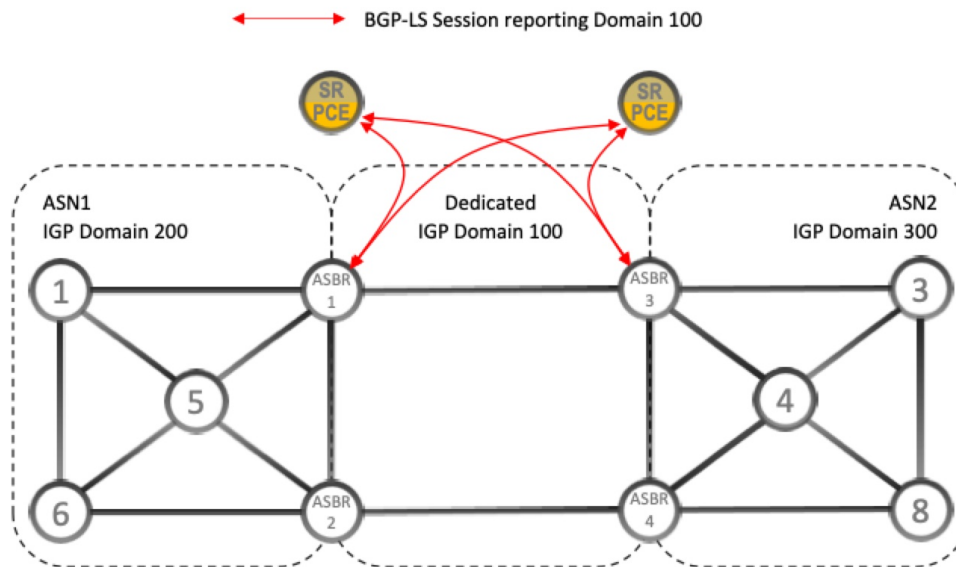 BGP-LS Session reporting Domain 100
SR
PCE
SR
PCE
ASN1
IGP Domain 200
Dedicated
IGP Domain 100
ASN2
IGP Domain 300
1
ASBR
1
ASBR
3
3
5
4
6
ASBR
2
ASBR
4
8